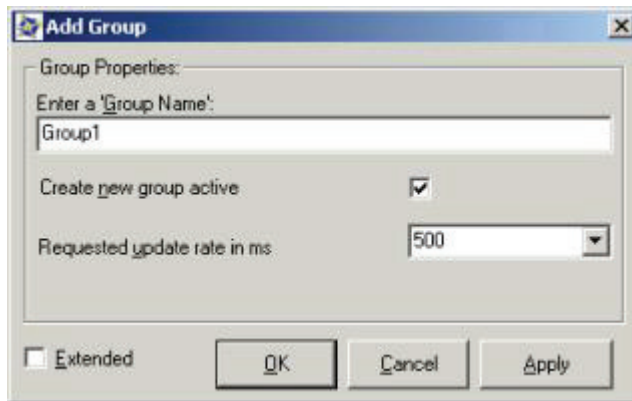 Add Group
Group Properties:
Enter a 'Group Name':
Group1
Create new group active
Requested update rate in ms
500
Extended
OK
Cancel
Apply